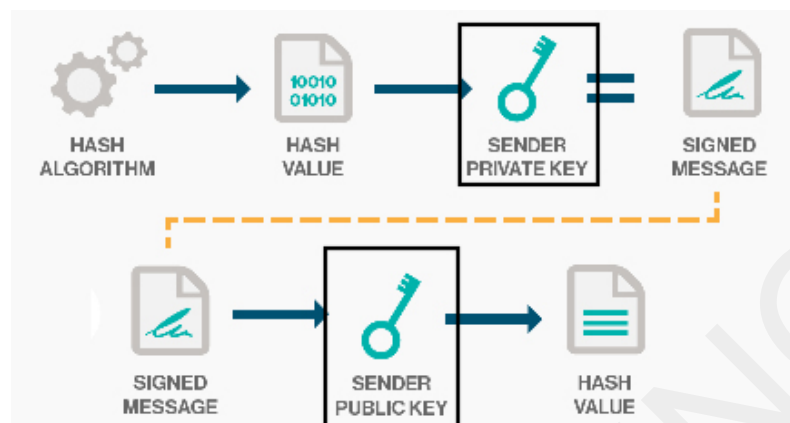 10010
01010
HASH
ALGORITHM
HASH
VALUE
SENDER
PRIVATE KEY
SIGNED
MESSAGE
SIGNED
MESSAGE
SENDER
PUBLIC KEY
HASH
VALUE